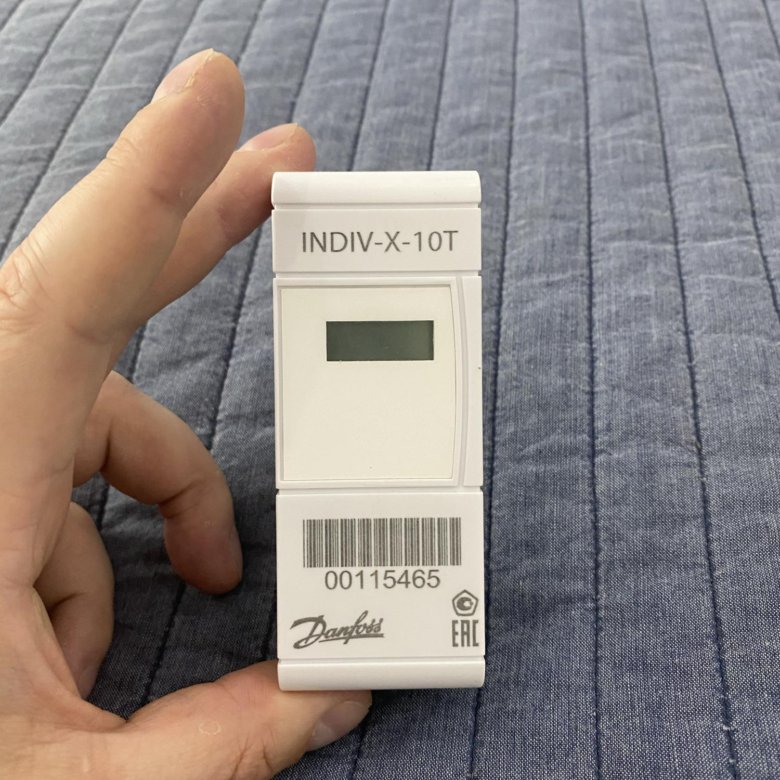 INDIV-X-10T
00115465
Danfoss
EAC